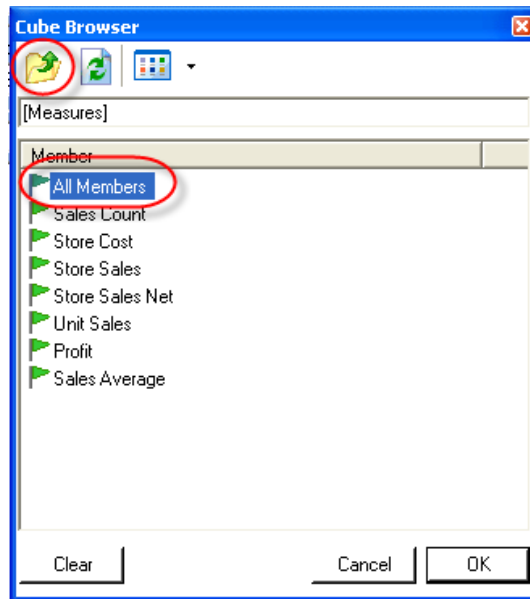 Cube Browser
[Measures]
Member
All Members
Sales Count
Store Cost
Store Sales
Store Sales Net
Unit Sales
Profit
Sales Average
Clear Cancel OK